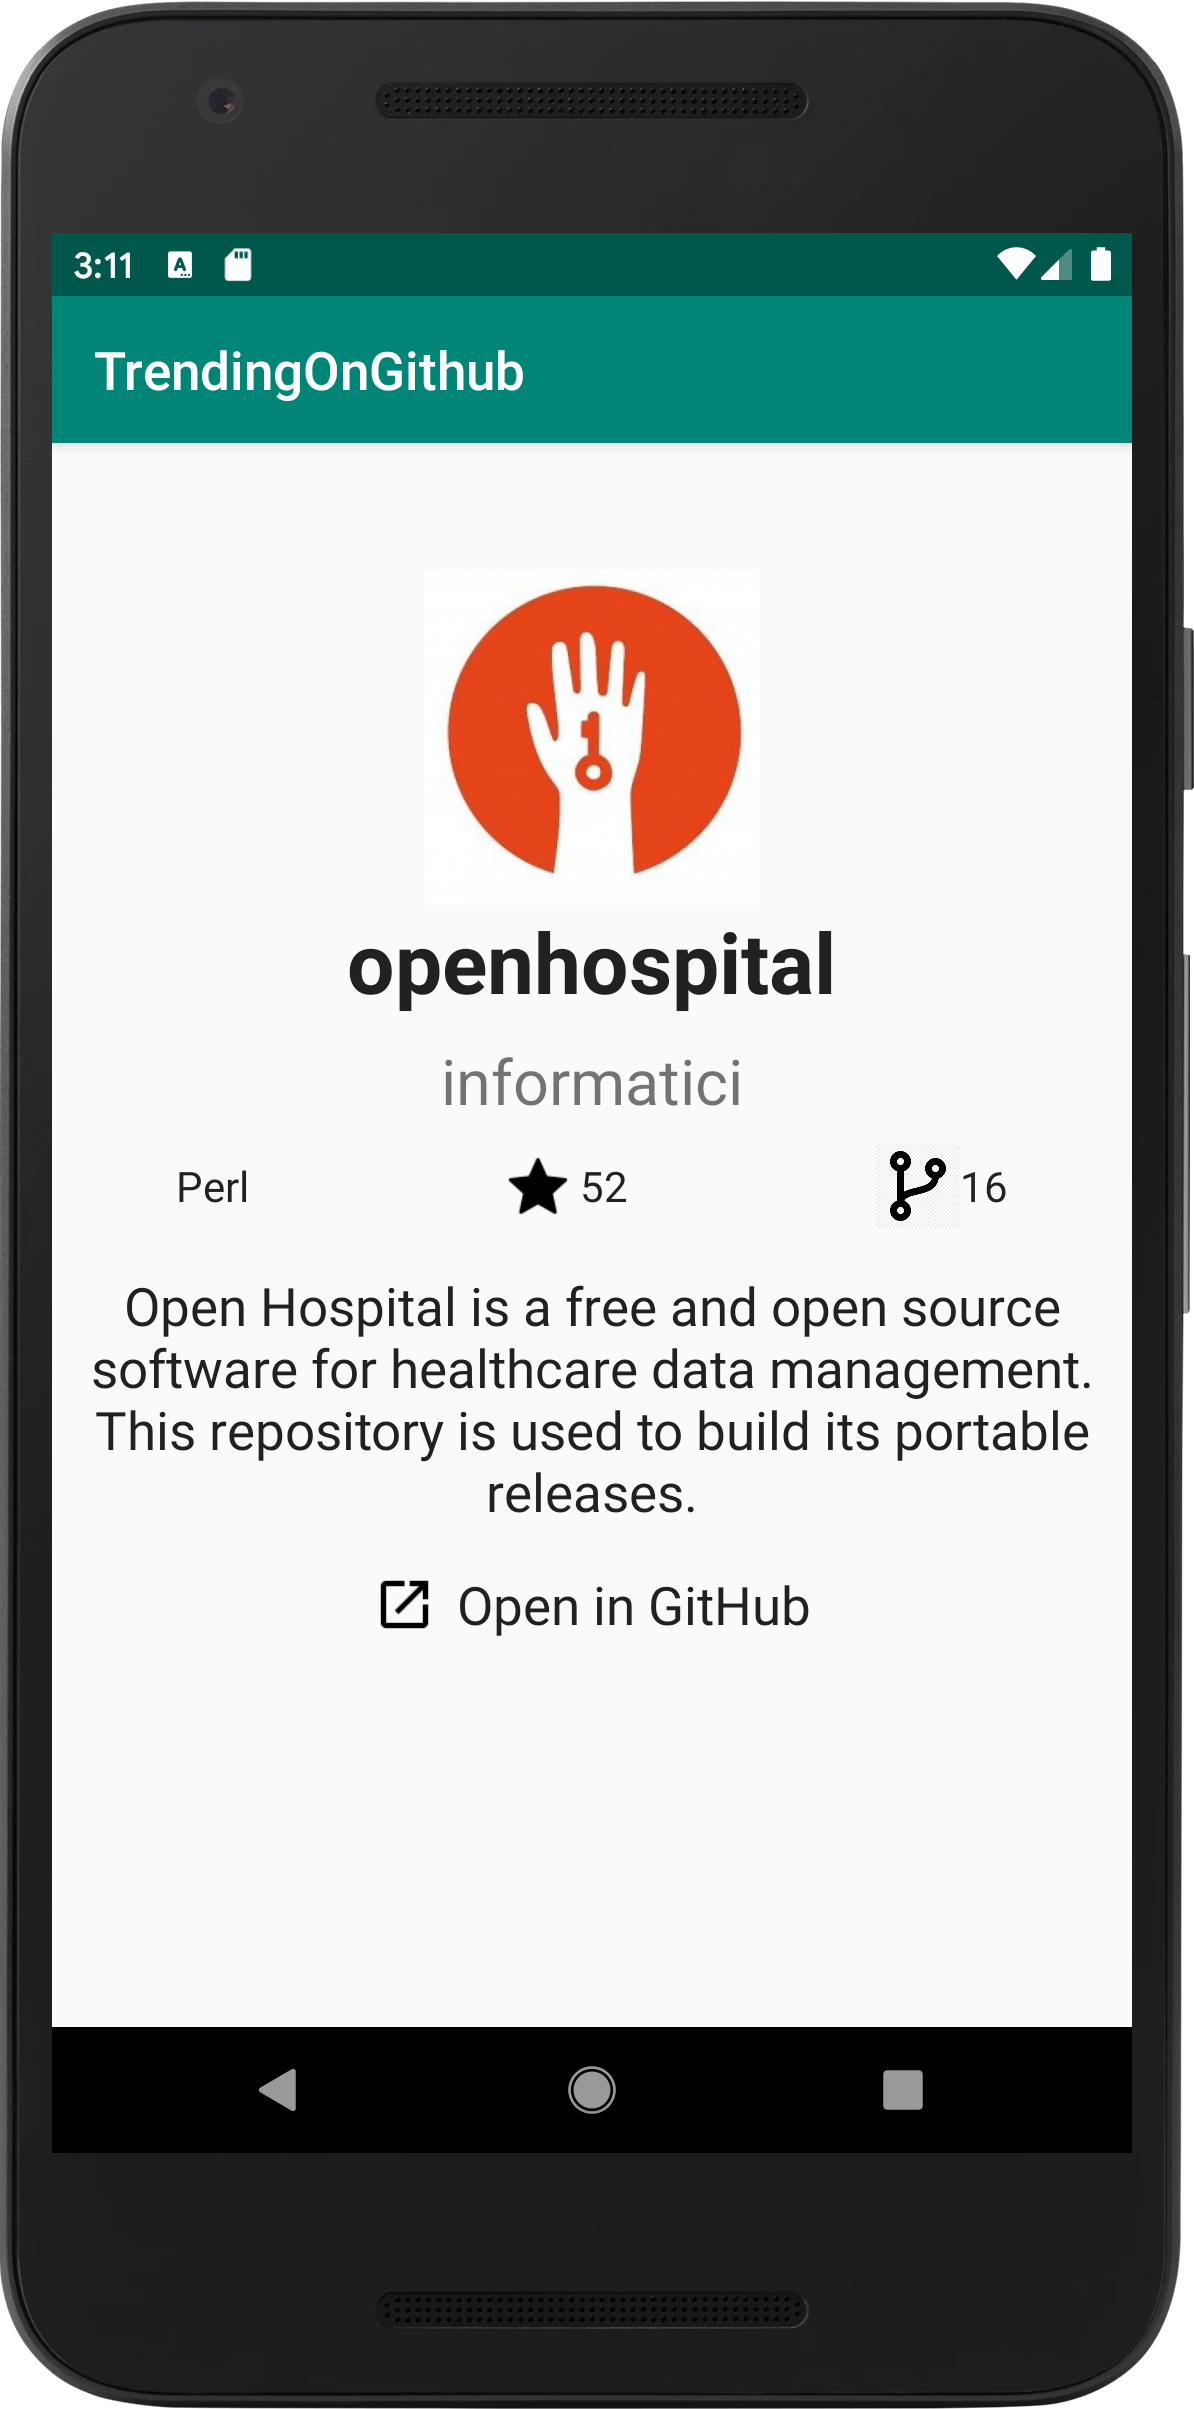 3:11
TrendingOnGithub
openhospital
informatici
Perl 52 16
Open Hospital is a free and open source
software for healthcare data management.
This repository is used to build its portable
releases.
Open in GitHub